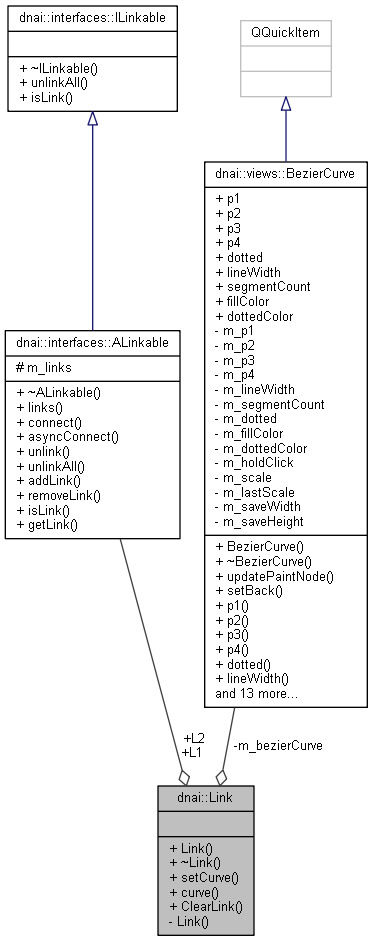 dnai::interfaces::ILinkable
+ ~ILinkable()
+ unlinkAll()
+ isLink()
QQuickItem
dnai::views::BezierCurve
+ p1
+ p2
+ p3
+ p4
+ dotted
+ lineWidth
+ segmentCount
+ fillColor
+ dottedColor
- m_p1
- m_p2
- m_p3
- m_p4
- m_lineWidth
- m_segmentCount
- m_dotted
- m_fillColor
- m_dottedColor
- m_holdClick
- m_scale
- m_lastScale
- m_saveWidth
- m_saveHeight
+ BezierCurve()
+ ~BezierCurve()
+ updatePaintNode()
+ setBack()
+ p1()
+ p2()
+ p3()
+ p4()
+ dotted()
+ lineWidth()
and 13 more...
dnai::interfaces::ALinkable
# m_links
+ ~ALinkable()
+ links()
+ connect()
+ asyncConnect()
+ unlink()
+ unlinkAll()
+ addLink()
+ removeLink()
+ isLink()
+ getLink()
+L2
+L1
-m_bezierCurve
dnai::Link
+ Link()
+ ~Link()
+ setCurve()
+ curve()
+ ClearLink()
- Link()